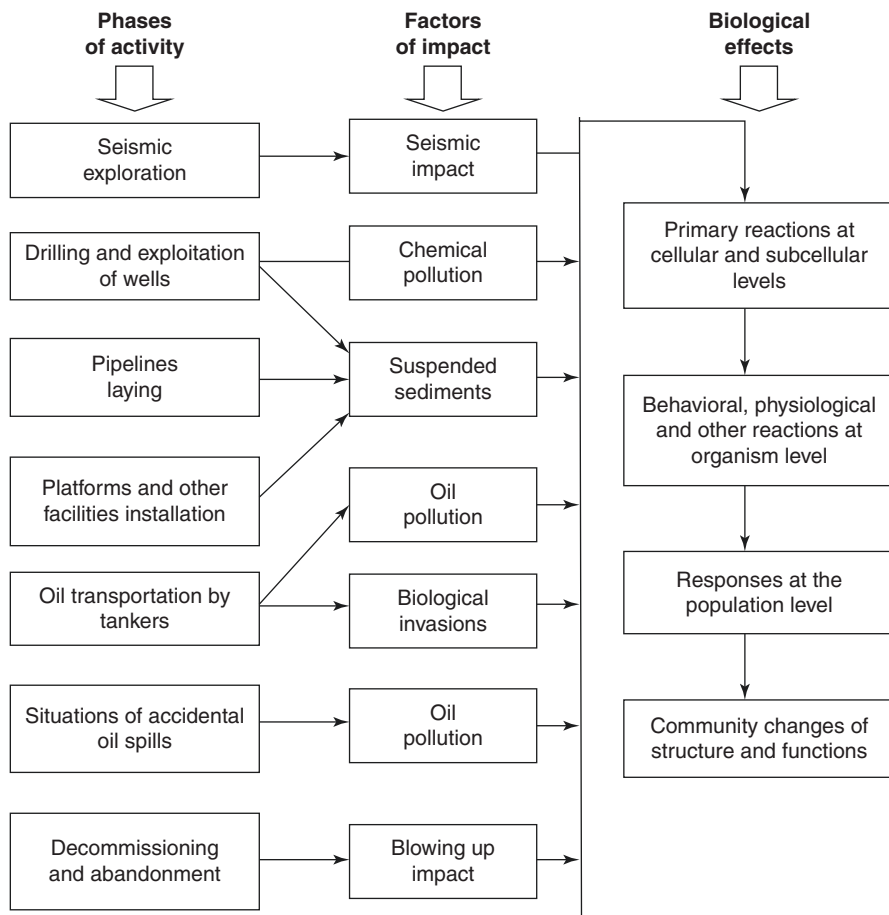 Phases
of activity
Factors
of impact
Biological
effects
Seismic
exploration
Seismic
impact
Drilling and exploitation
of wells
Chemical
pollution
Pipelines
laying
Suspended
sediments
Platforms and other
facilities installation
Oil
pollution
Oil transportation by
tankers
Biological
invasions
Situations of accidental
oil spills
Oil
pollution
Decommissioning
and abandonment
Blowing up
impact
Primary reactions at
cellular and subcellular
levels
Behavioral, physiological
and other reactions at
organism level
Responses at the
population level
Community changes of
structure and functions